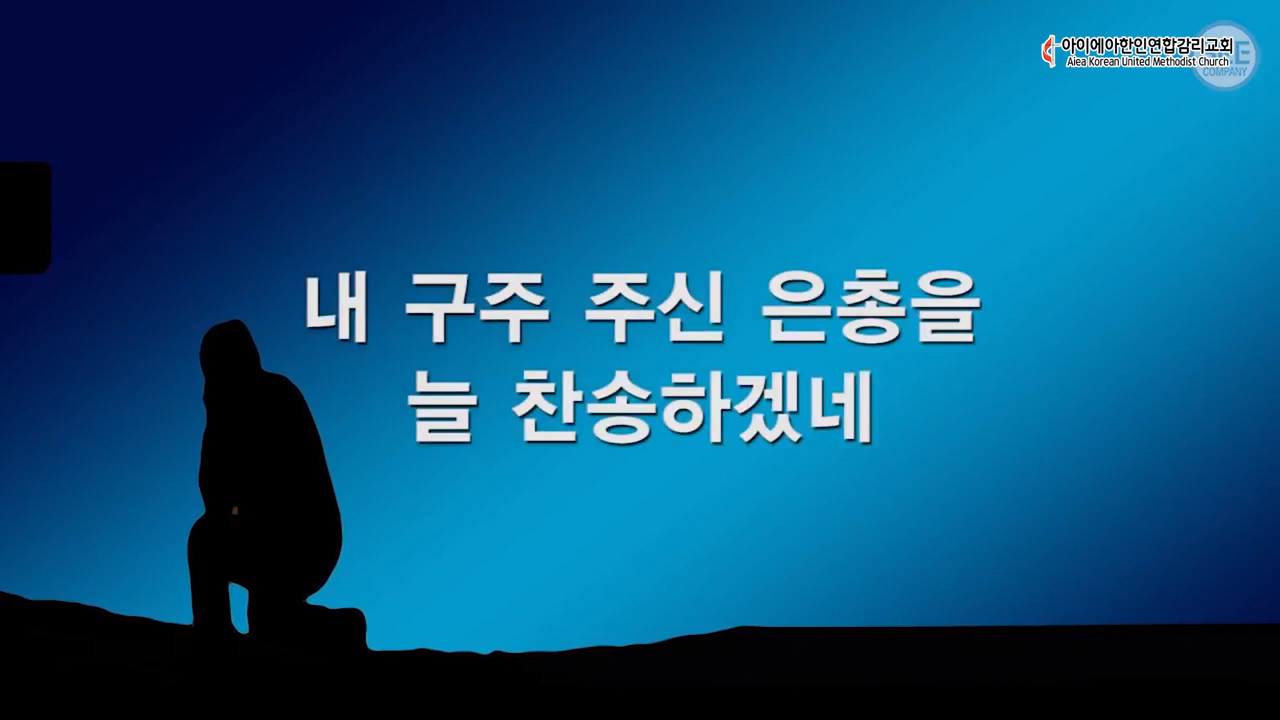 아이에아한인연합감리교회
Aiea Korean United Methodist Church
COMPANY
내 구주 주신 은총을
늘 찬송하겠네